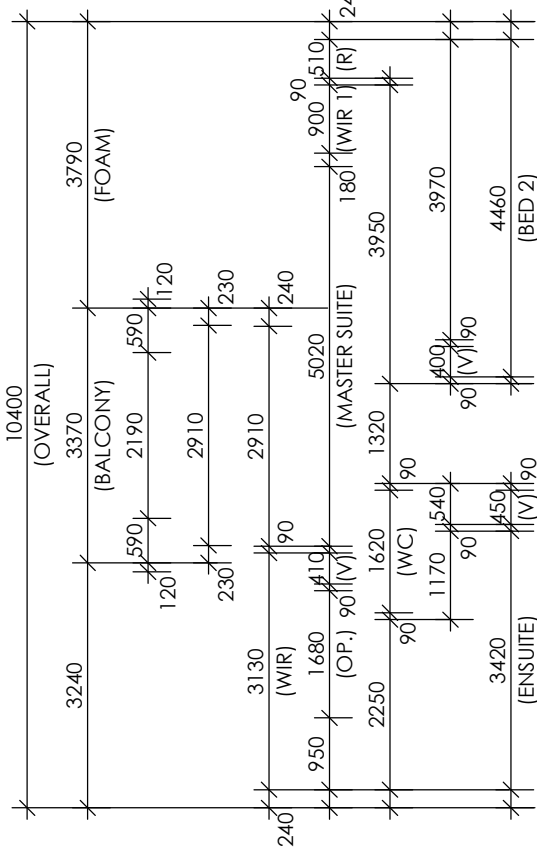 10400
(OVERALL)
3240 3370 3790
(BALCONY) (FOAM)
120 590 2190 590 120
230 2910 230
240 3130 90 2910 240
(WIR)
950 1680 90 410 5020 180 900 90 510
(OP.) (V) (MASTER SUITE) (WIR 1) (R)
2250 90 1620 90 1320 3950
(WC)
1170 90 540 90 400 90 3970
(V)
3420 450 90 4460
(ENSUITE) (V) (BED 2)